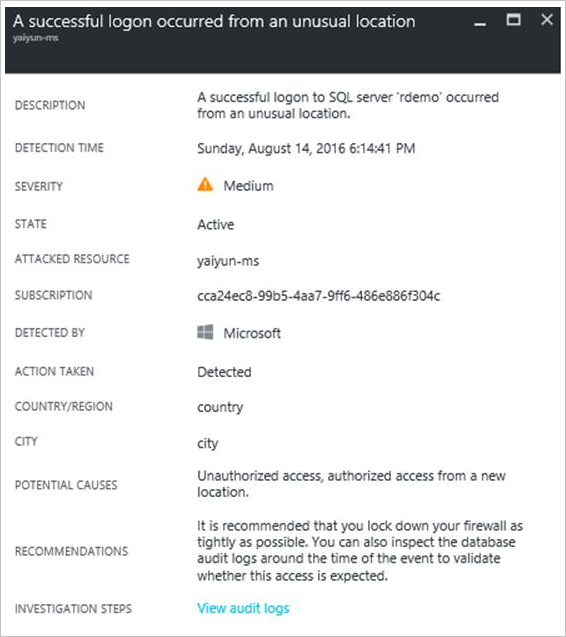 A successful logon occurred from an unusual location
yaiyun-ms
DESCRIPTION
A successful logon to SQL server 'rdemo' occurred
from an unusual location.
DETECTION TIME
Sunday, August 14, 2016 6:14:41 PM
SEVERITY
Medium
STATE
Active
ATTACKED RESOURCE
yaiyun-ms
SUBSCRIPTION
cca24ec8-99b5-4aa7-9ff6-486e886f304c
DETECTED BY
Microsoft
ACTION TAKEN
Detected
COUNTRY/REGION
country
CITY
city
POTENTIAL CAUSES
Unauthorized access, authorized access from a new
location.
RECOMMENDATIONS
It is recommended that you lock down your firewall as
tightly as possible. You can also inspect the database
audit logs around the time of the event to validate
whether this access is expected.
INVESTIGATION STEPS
View audit logs